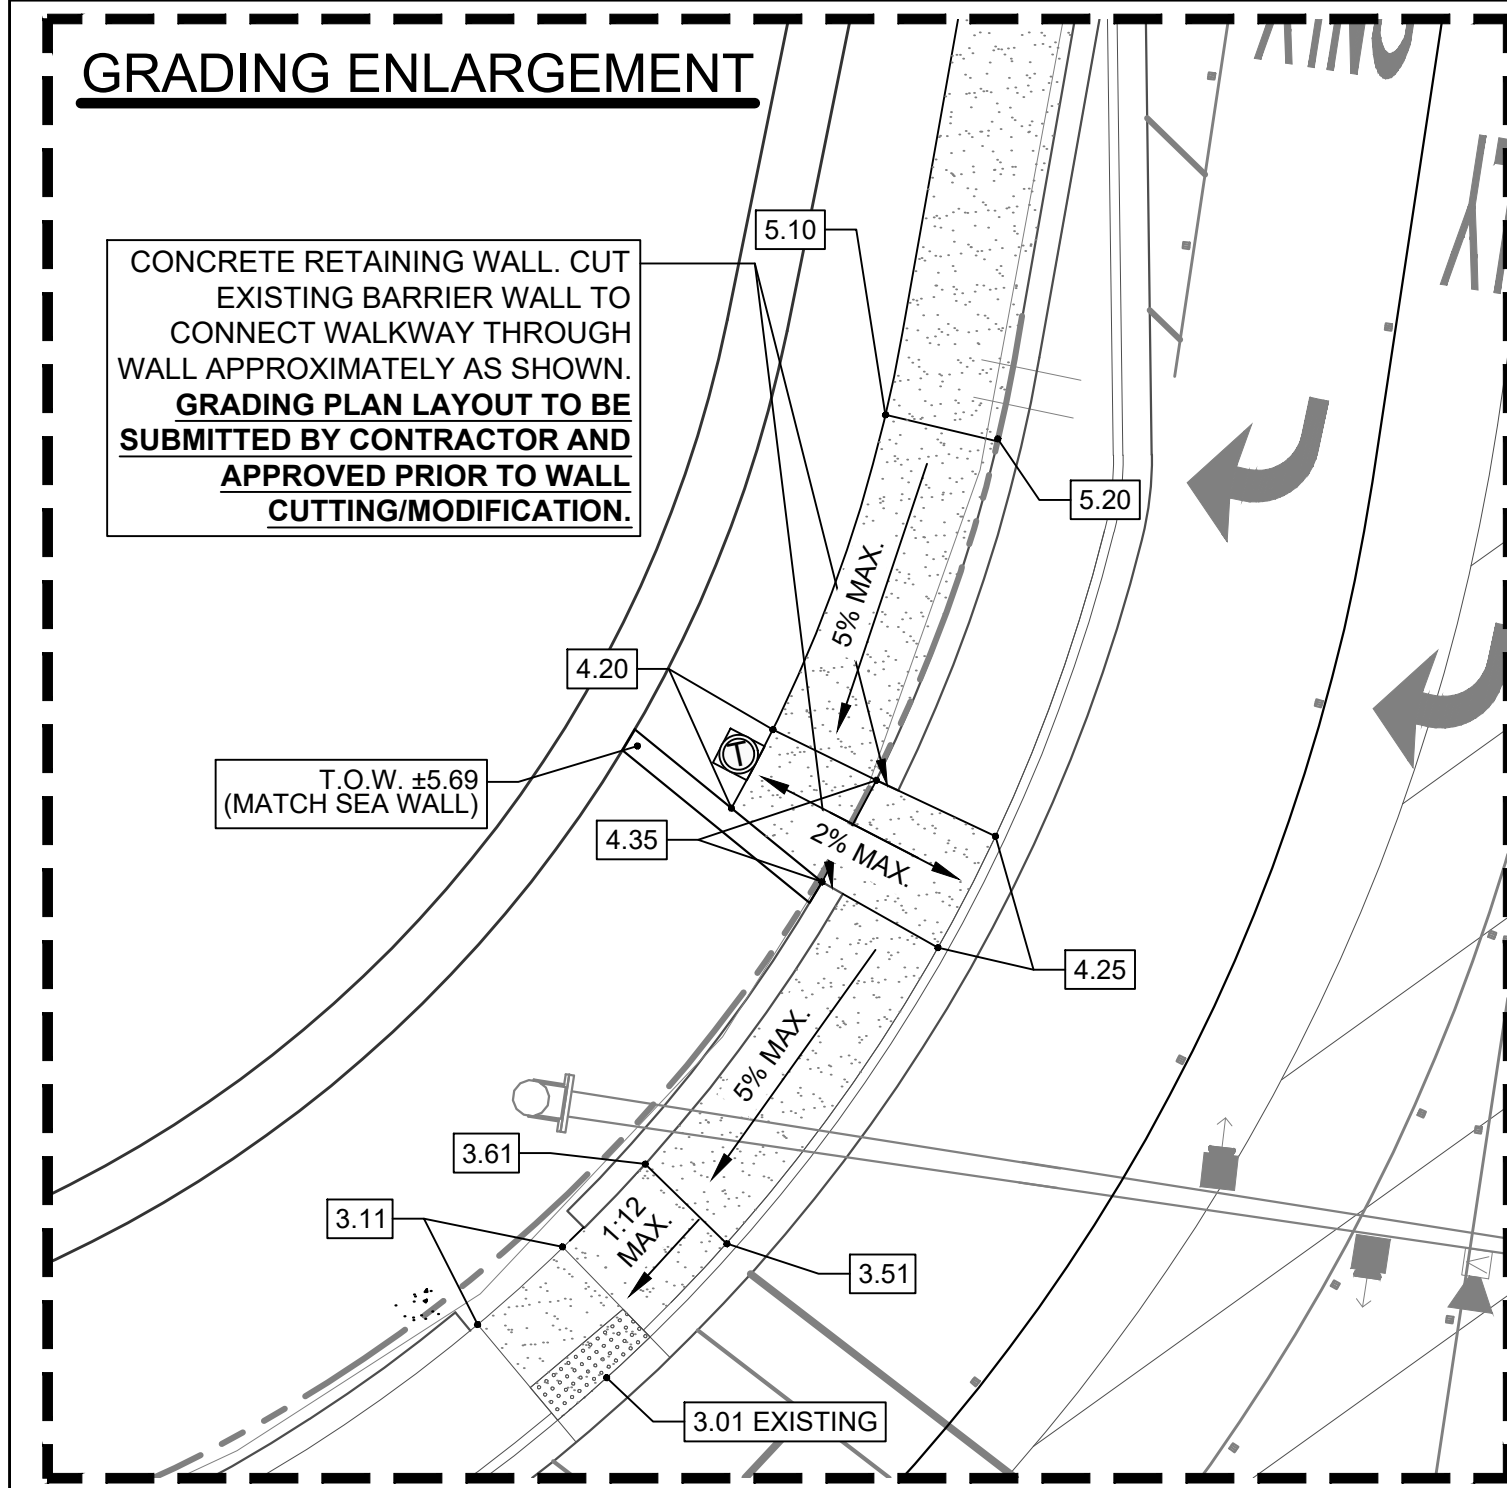 GRADING ENLARGEMENT
5.10
CONCRETE RETAINING WALL. CUT
EXISTING BARRIER WALL TO
CONNECT WALKWAY THROUGH
WALL APPROXIMATELY AS SHOWN.
GRADING PLAN LAYOUT TO BE
SUBMITTED BY CONTRACTOR AND
APPROVED PRIOR TO WALL
CUTTING/MODIFICATION.
5.20
5% MAX.
4.20
T
T.O.W. ±5.69
(MATCH SEA WALL)
4.35
2% MAX.
4.25
5% MAX.
3.61
3.11
1:12
MAX.
3.51
3.01 EXISTING